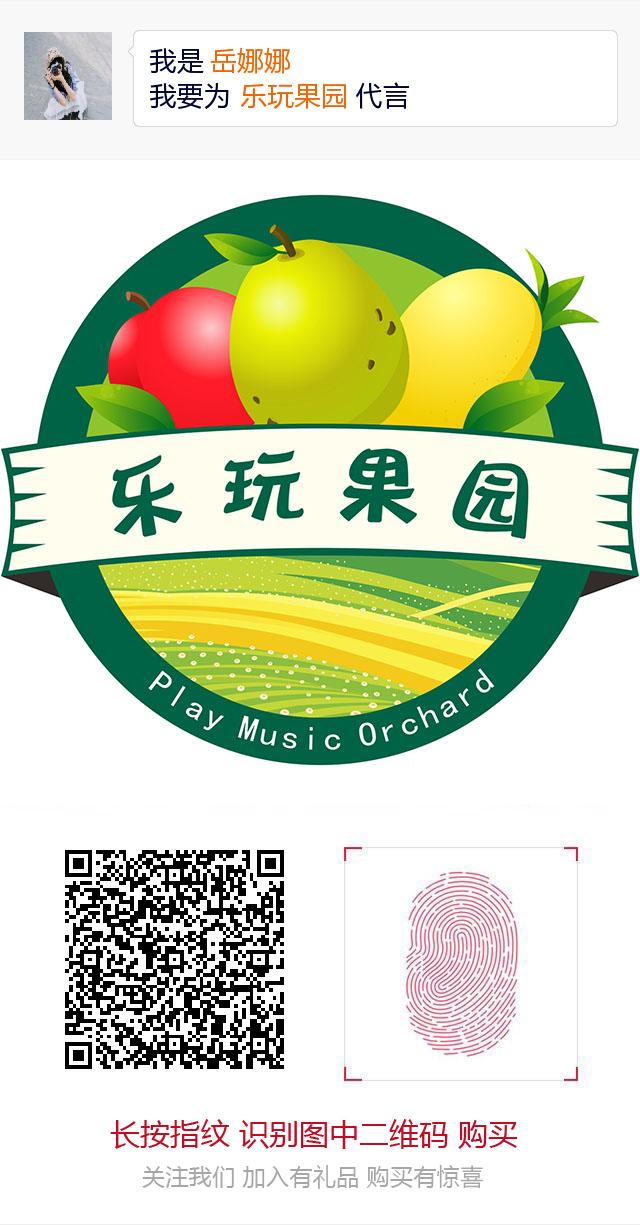 我是 岳娜娜
我要为 乐玩果园 代言
乐玩果园
Play Music Orchard
长按指纹 识别图中二维码 购买
关注我们 加入有礼品 购买有惊喜